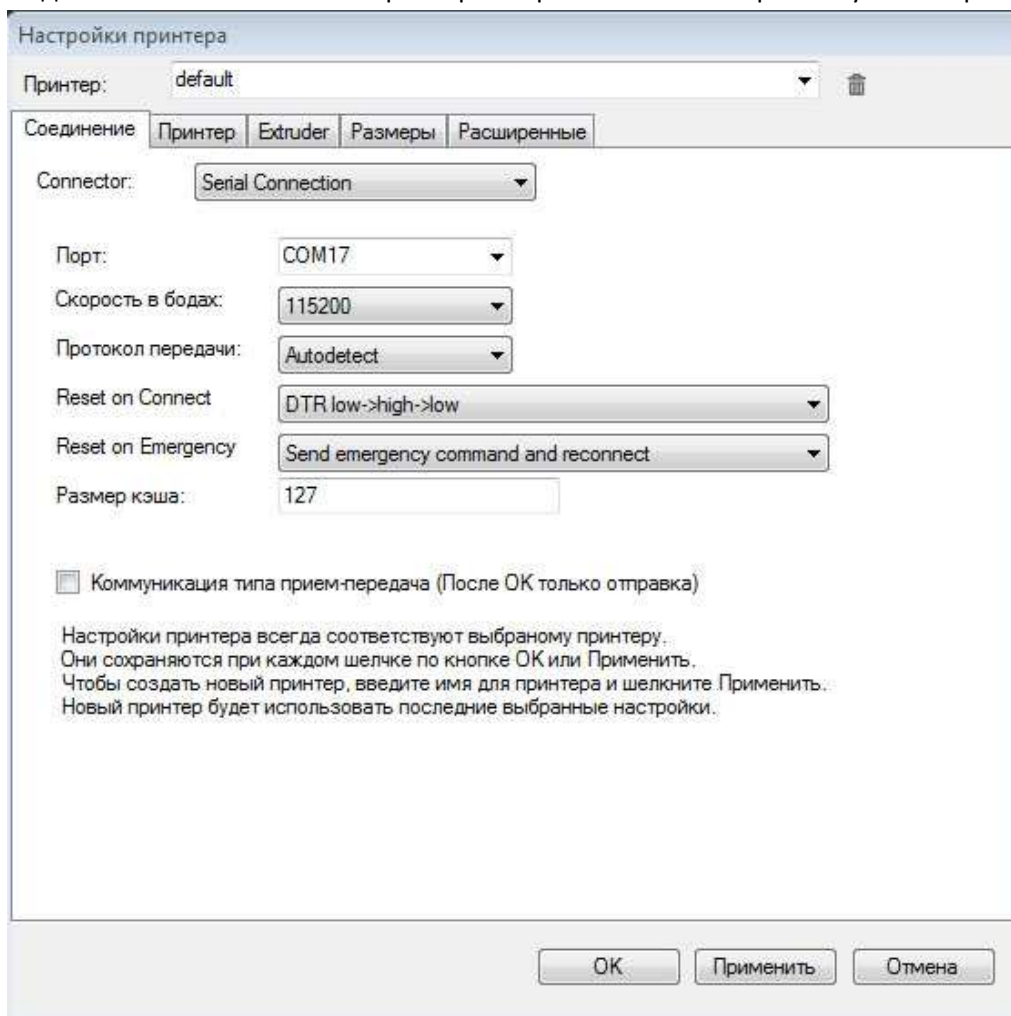 Настройки принтера
Принтер: default
Соединение Принтер Extruder Размеры Расширенные
Connector: Serial Connection
Порт: COM17
Скорость в бодах: 115200
Протокол передачи: Autodetect
Reset on Connect DTR low->high->low
Reset on Emergency Send emergency command and reconnect
Размер кэша: 127
Коммуникация типа прием-передача (После ОК только отправка)
Настройки принтера всегда соответствуют выбраному принтеру.
Они сохраняются при каждом шелчке по кнопке ОК или Применить.
Чтобы создать новый принтер, введите имя для принтера и шелкните Применить.
Новый принтер будет использовать последние выбранные настройки.
OK Применить Отмена